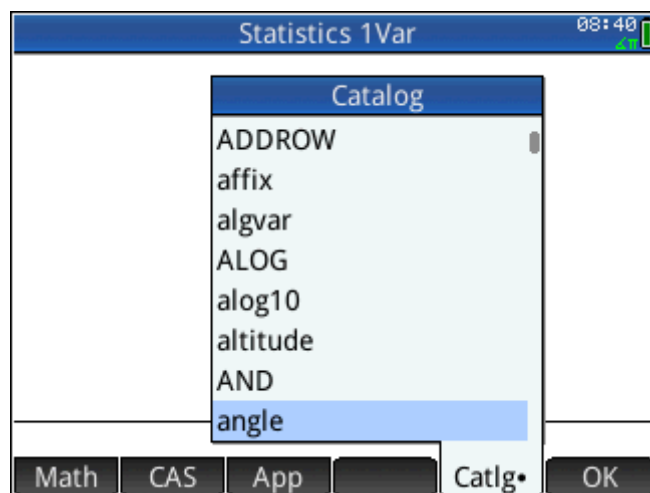 Statistics 1Var 08:40
∡π
Catalog
ADDROW
affix
algvar
ALOG
alog10
altitude
AND
angle
Math CAS App Catlg• OK